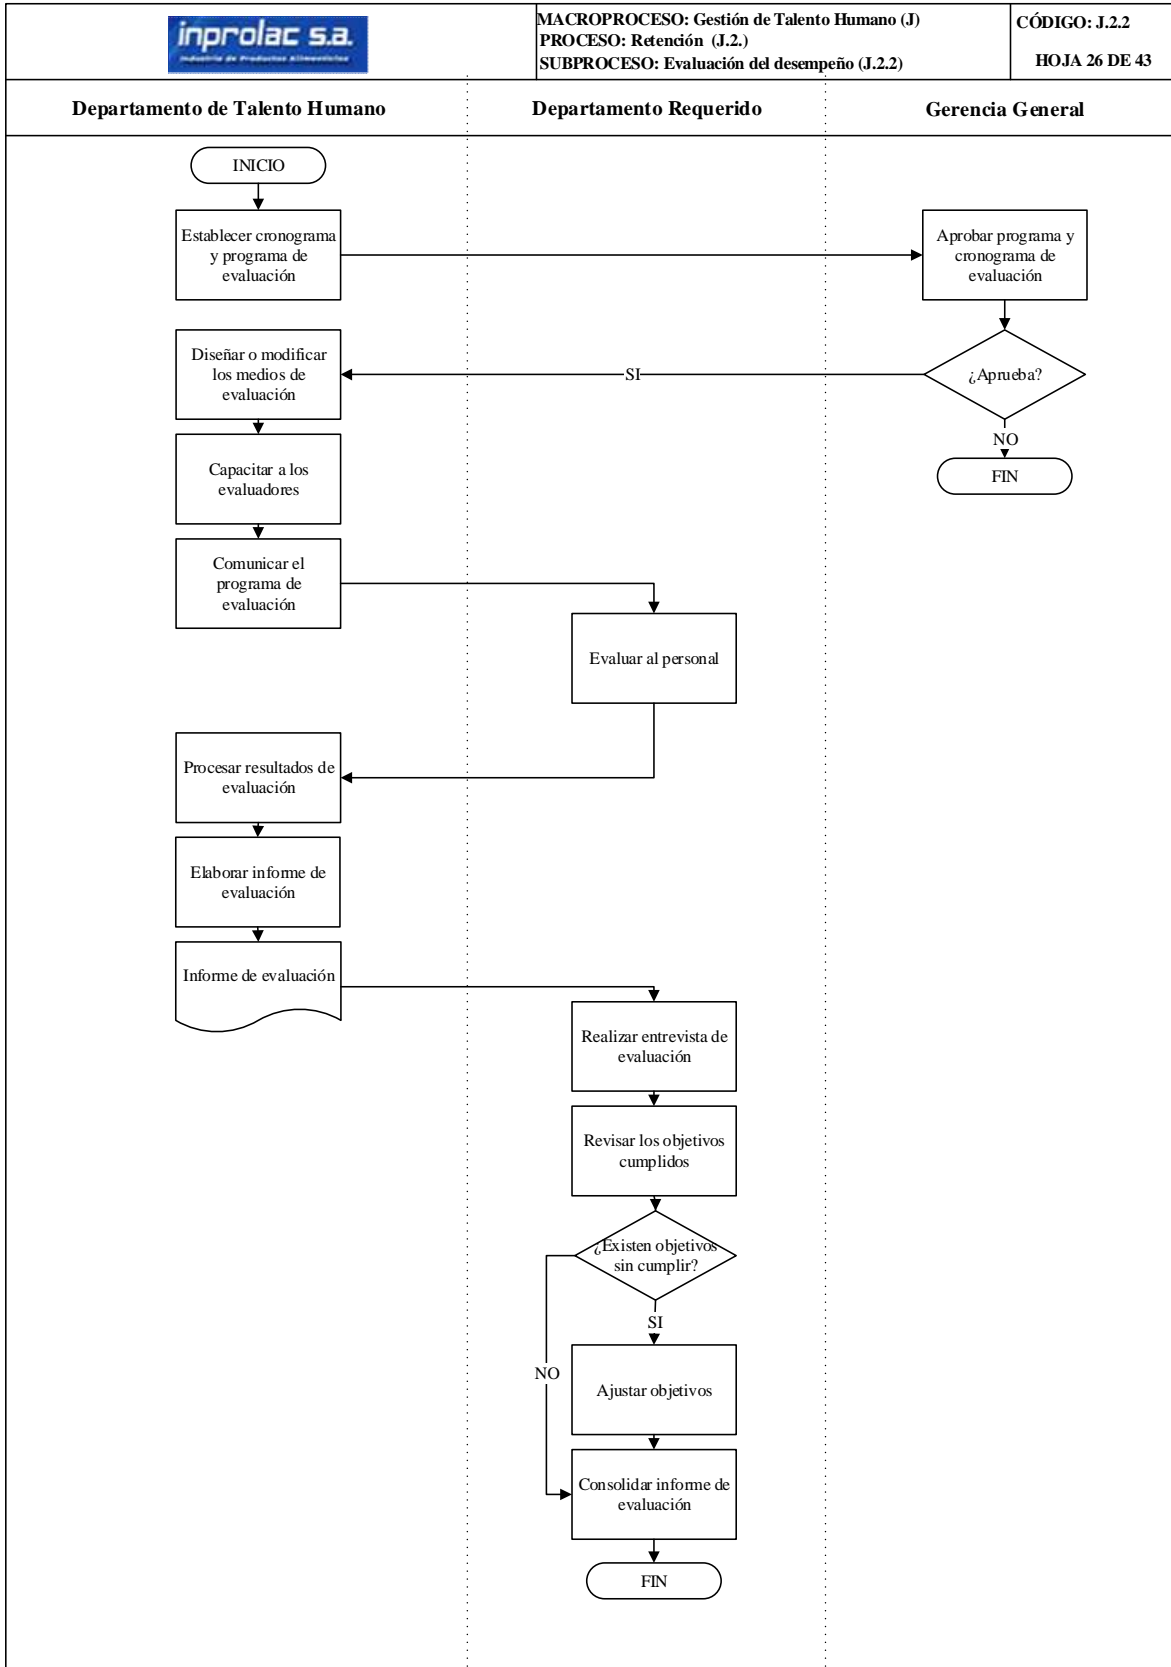 inprolac s.a.
Industria de Productos Alimenticios
MACROPROCESO: Gestión de Talento Humano (J)
PROCESO: Retención (J.2.)
SUBPROCESO: Evaluación del desempeño (J.2.2)
CÓDIGO: J.2.2
HOJA 26 DE 43
Departamento de Talento Humano
Departamento Requerido
Gerencia General
INICIO
Establecer cronograma
y programa de
evaluación
Aprobar programa y
cronograma de
evaluación
Diseñar o modificar
los medios de
evaluación
SI
¿Aprueba?
NO
FIN
Capacitar a los
evaluadores
Comunicar el
programa de
evaluación
Evaluar al personal
Procesar resultados de
evaluación
Elaborar informe de
evaluación
Informe de evaluación
Realizar entrevista de
evaluación
Revisar los objetivos
cumplidos
¿Existen objetivos
sin cumplir?
SI
NO
Ajustar objetivos
Consolidar informe de
evaluación
FIN